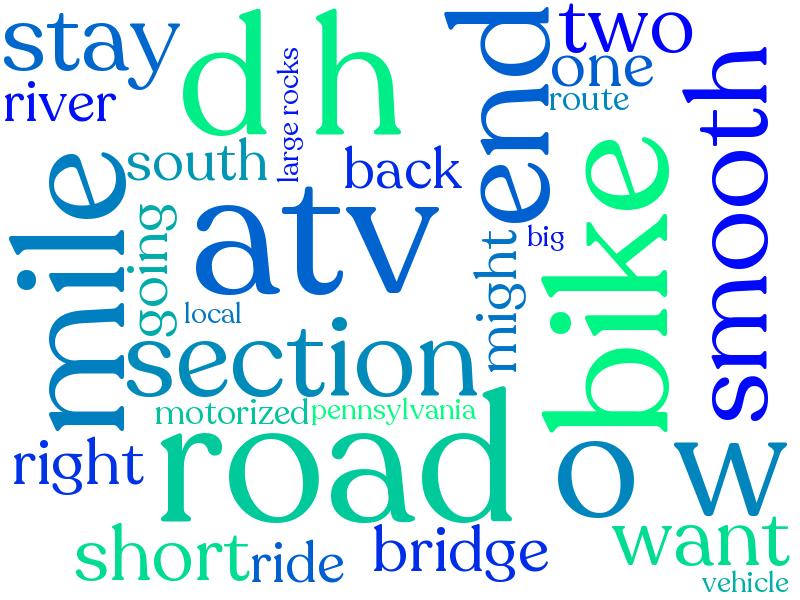 stay
d h
end
two
one
route
river
large rocks
smooth
mile
south
back
bike
going
atv
might
big
local
section
motorized
pennsylvania
right
road
o w
short
ride
bridge
want
vehicle